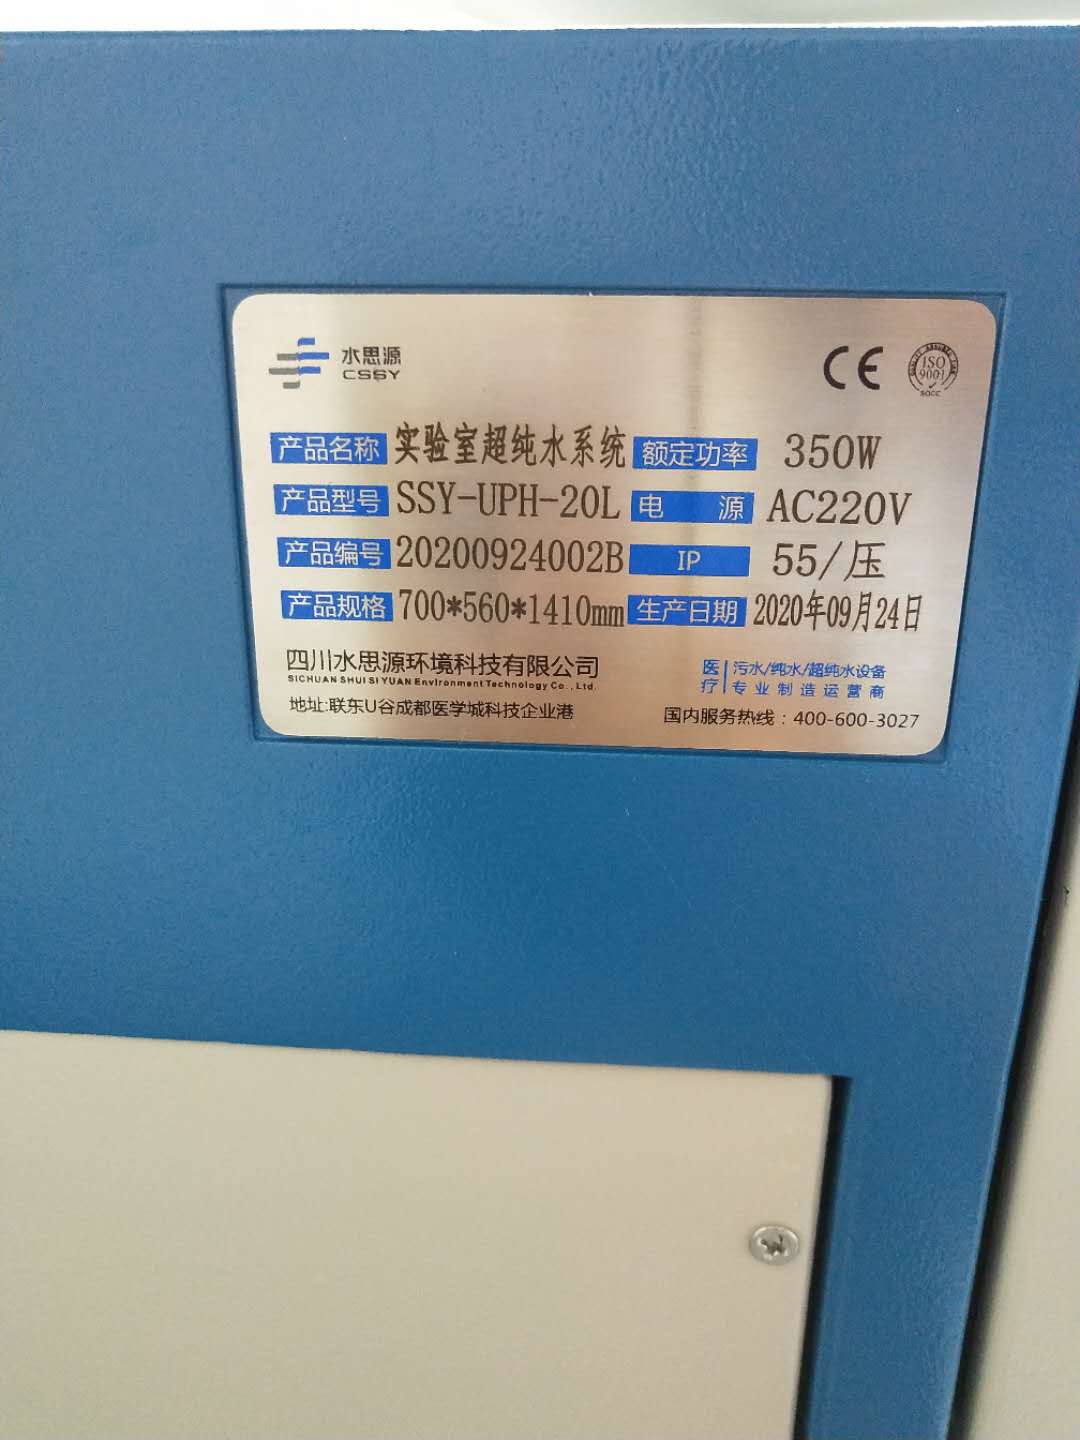 水思源
CSSY
CE
QUALITY ASSURED FIRM
ISO
9001
SQCC
产品名称 实验室超纯水系统 额定功率 350W
产品型号 SSY-UPH-20L 电 源 AC220V
产品编号 20200924002B IP 55/压
产品规格 700*560*1410mm 生产日期 2020年09月24日
四川水思源环境科技有限公司
SICHUAN SHUI SI YUAN Environment Technology Co., Ltd.
医疗 污水/纯水/超纯水设备
专业制造运营商
地址:联东U谷成都医学城科技企业港
国内服务热线：400-600-3027